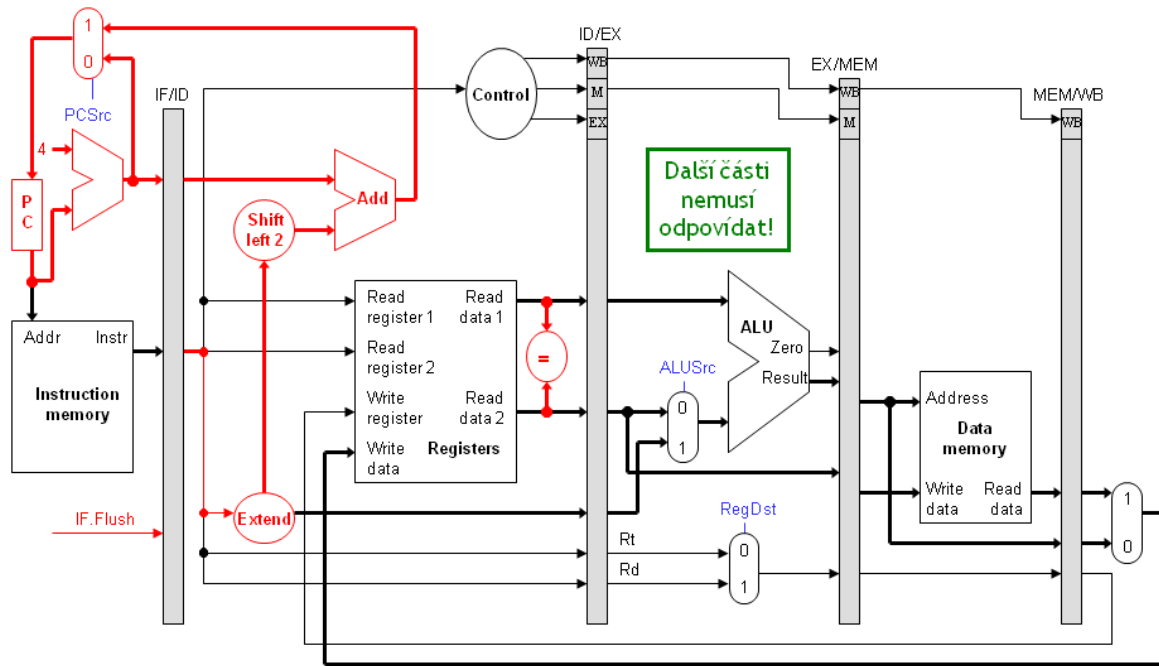 ID/EX
1
0
WB
EX/MEM
M
Control
IF/ID
WB
MEM/WB
PCSrc
EX
M
WB
4
Další části
nemusí
odpovídat!
P
C
Add
Shift
left 2
Read
register 1
Read
data 1
Addr
Instr
ALU
Read
register 2
=
Zero
ALUSrc
Result
Instruction
memory
Write
register
Read
data 2
0
1
Address
Data
memory
Write
data
Registers
Write
data
Read
data
1
0
IF.Flush
Extend
RegDst
Rt
0
Rd
1